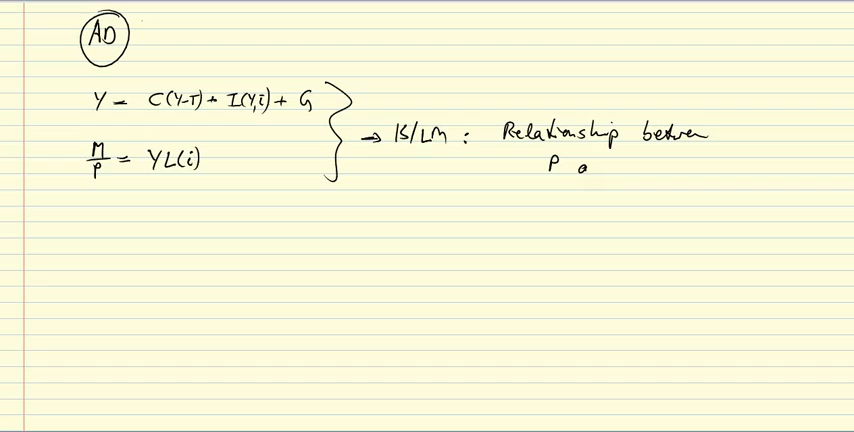 AD
Y = C(Y-T) + I(Y,i) + G
M/P = YL(i)
→ IS/LM : Relationship between
P a